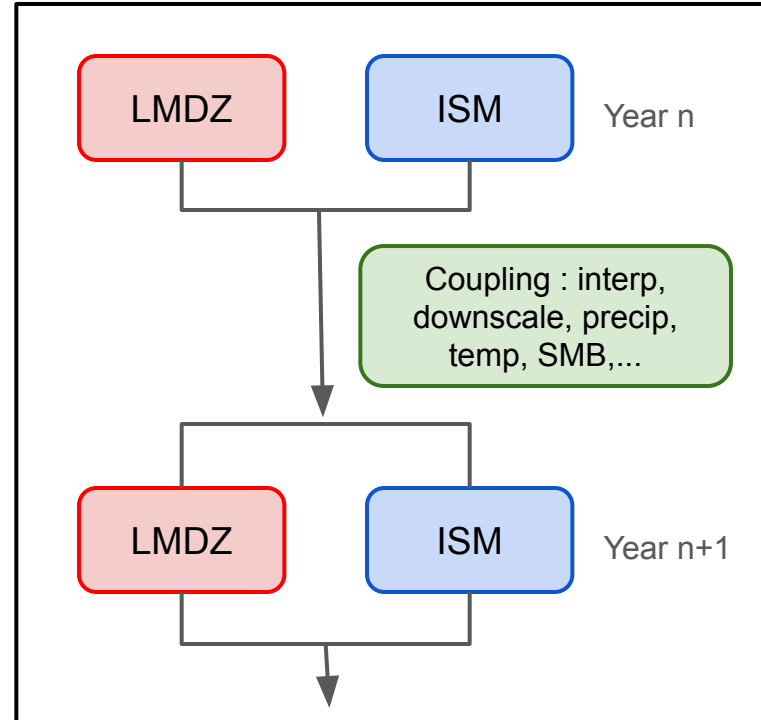 LMDZ
ISM
Year n
Coupling : interp,
downscale, precip,
temp, SMB,...
LMDZ
ISM
Year n+1